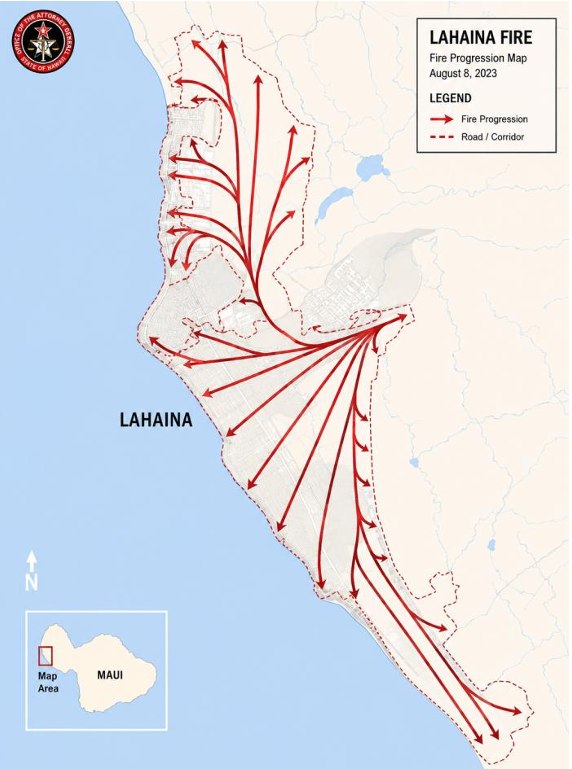 OFFICE OF THE ATTORNEY GENERAL
STATE OF HAWAII
LAHAINA FIRE
Fire Progression Map
August 8, 2023
LEGEND
Fire Progression
Road / Corridor
LAHAINA
N
MAUI
Map
Area